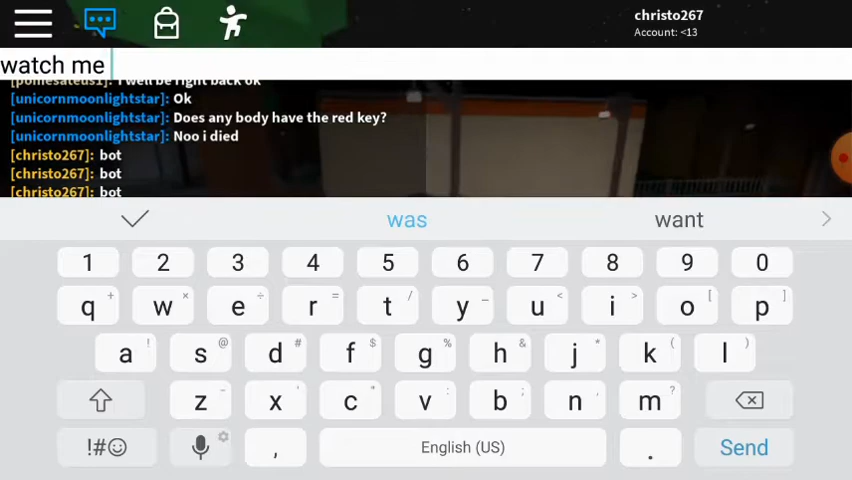 christo267
Account: <13
watch me
[pomesateus1]: I well be right back ok
[unicornmoonlightstar]: Ok
[unicornmoonlightstar]: Does any body have the red key?
[unicornmoonlightstar]: Noo i died
[christo267]: bot
[christo267]: bot
[christo267]: bot
was want
1 2 3 4 5 6 7 8 9 0
q + w × e ÷ r = t / y _ u < i > o [ p ]
a ! s @ d # f $ g % h & j * k ( l )
z - x ' c " v : b ; n , m ?
!#☺ , English (US) . Send